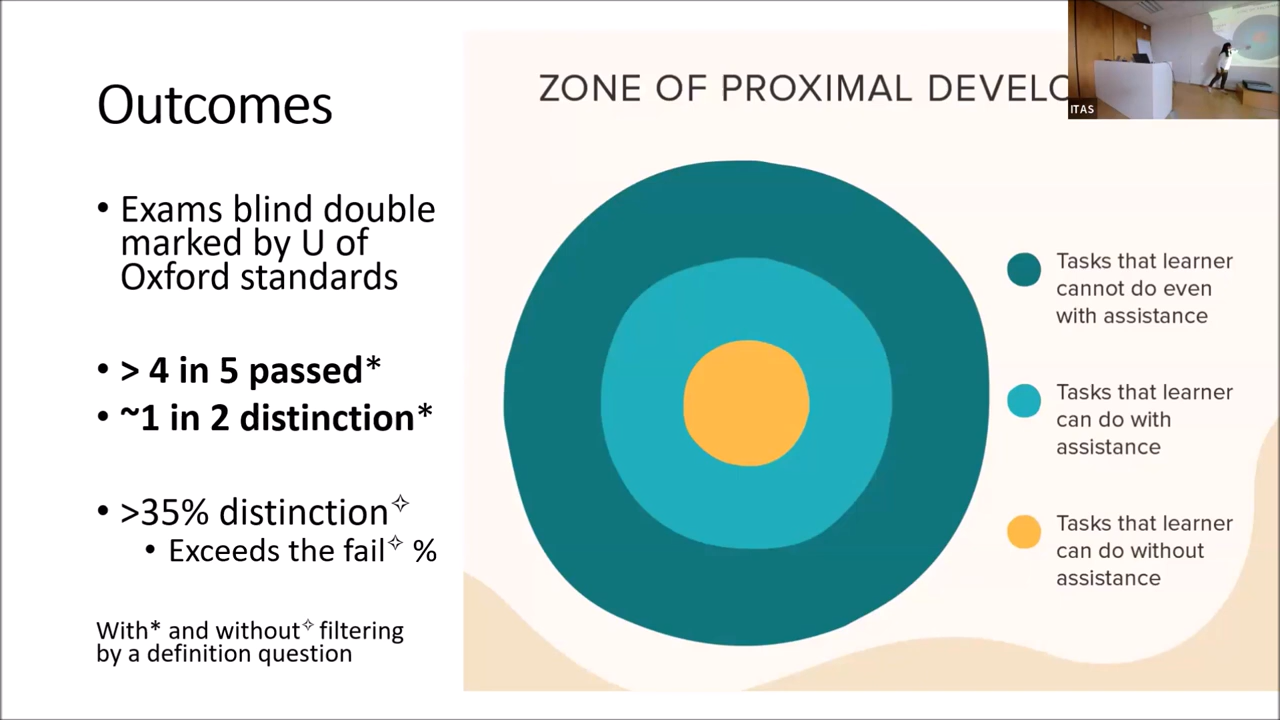 Outcomes
• Exams blind double
marked by U of
Oxford standards
• > 4 in 5 passed*
• ~1 in 2 distinction*
• >35% distinction✧
• Exceeds the fail✧ %
With* and without✧ filtering
by a definition question
ZONE OF PROXIMAL DEVELO
Tasks that learner
cannot do even
with assistance
Tasks that learner
can do with
assistance
Tasks that learner
can do without
assistance
ITAS